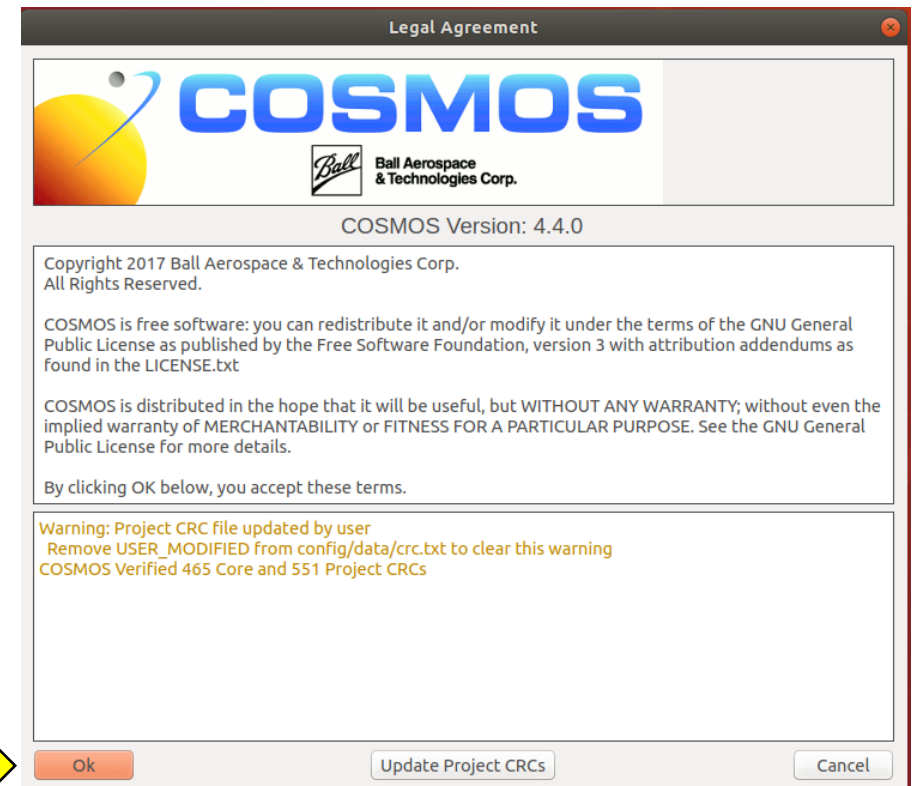 Legal Agreement
COSMOS
Ball
Ball Aerospace
& Technologies Corp.
COSMOS Version: 4.4.0
Copyright 2017 Ball Aerospace & Technologies Corp.
All Rights Reserved.
COSMOS is free software: you can redistribute it and/or modify it under the terms of the GNU General
Public License as published by the Free Software Foundation, version 3 with attribution addendums as
found in the LICENSE.txt
COSMOS is distributed in the hope that it will be useful, but WITHOUT ANY WARRANTY; without even the
implied warranty of MERCHANTABILITY or FITNESS FOR A PARTICULAR PURPOSE. See the GNU General
Public License for more details.
By clicking OK below, you accept these terms.
Warning: Project CRC file updated by user
Remove USER_MODIFIED from config/data/crc.txt to clear this warning
COSMOS Verified 465 Core and 551 Project CRCs
Ok
Update Project CRCs
Cancel